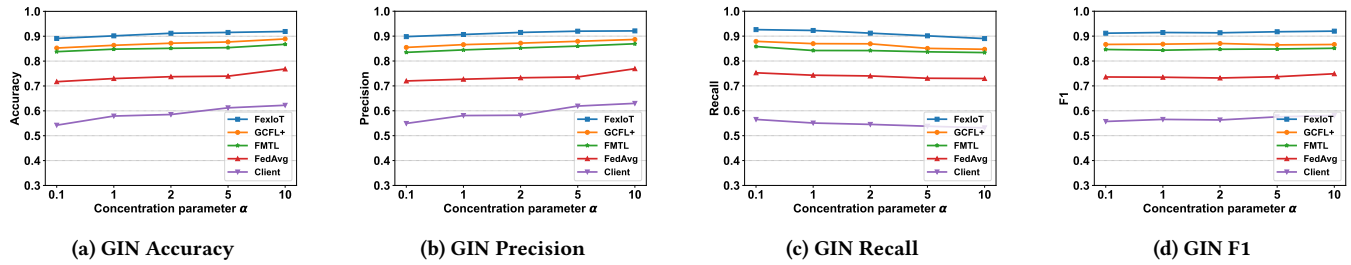 1.0
0.9
0.8
0.7
0.6
0.5
0.4
0.3
Accuracy
0.1 1 2 5 10
Concentration parameter α
FexIoT
GCFL+
FMTL
FedAvg
Client
(a) GIN Accuracy
1.0
0.9
0.8
0.7
0.6
0.5
0.4
0.3
Precision
0.1 1 2 5 10
Concentration parameter α
FexIoT
GCFL+
FMTL
FedAvg
Client
(b) GIN Precision
1.0
0.9
0.8
0.7
0.6
0.5
0.4
0.3
Recall
0.1 1 2 5 10
Concentration parameter α
FexIoT
GCFL+
FMTL
FedAvg
Client
(c) GIN Recall
1.0
0.9
0.8
0.7
0.6
0.5
0.4
0.3
F1
0.1 1 2 5 10
Concentration parameter α
FexIoT
GCFL+
FMTL
FedAvg
Client
(d) GIN F1